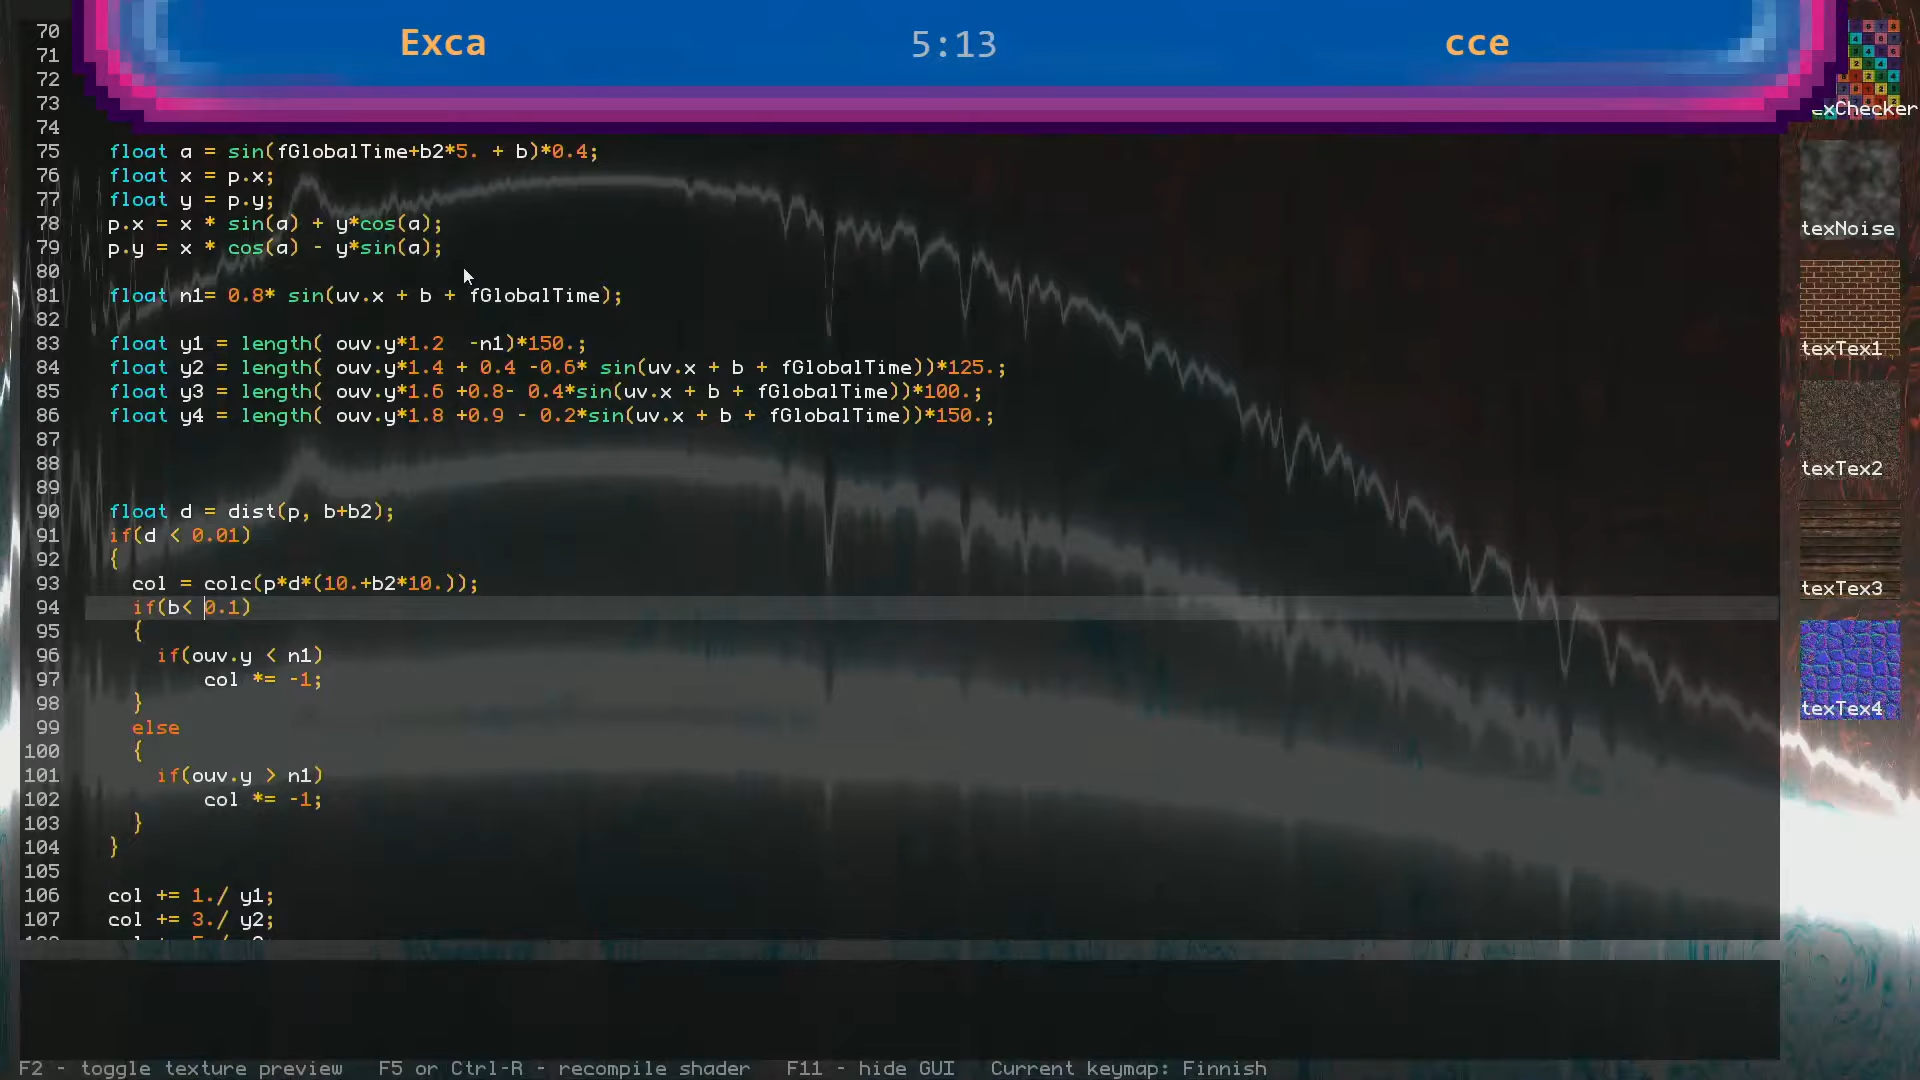 Exca 5:13 cce
70
71
72
73
74
75 float a = sin(fGlobalTime+b2*5. + b)*0.4;
76 float x = p.x;
77 float y = p.y;
78 p.x = x * sin(a) + y*cos(a);
79 p.y = x * cos(a) - y*sin(a);
80
81 float n1= 0.8* sin(uv.x + b + fGlobalTime);
82
83 float y1 = length( ouv.y*1.2  -n1)*150.;
84 float y2 = length( ouv.y*1.4 + 0.4 -0.6* sin(uv.x + b + fGlobalTime))*125.;
85 float y3 = length( ouv.y*1.6 +0.8- 0.4*sin(uv.x + b + fGlobalTime))*100.;
86 float y4 = length( ouv.y*1.8 +0.9 - 0.2*sin(uv.x + b + fGlobalTime))*150.;
87
88
89
90 float d = dist(p, b+b2);
91 if(d < 0.01)
92 {
93 col = colc(p*d*(10.+b2*10.));
94 if(b< 0.1)
95 {
96 if(ouv.y < n1)
97 col *= -1;
98 }
99 else
100 {
101 if(ouv.y > n1)
102 col *= -1;
103 }
104 }
105
106 col += 1./ y1;
107 col += 3./ y2;
exChecker
texNoise
texTex1
texTex2
texTex3
texTex4
F2 - toggle texture preview   F5 or Ctrl-R - recompile shader   F11 - hide GUI   Current keymap: Finnish